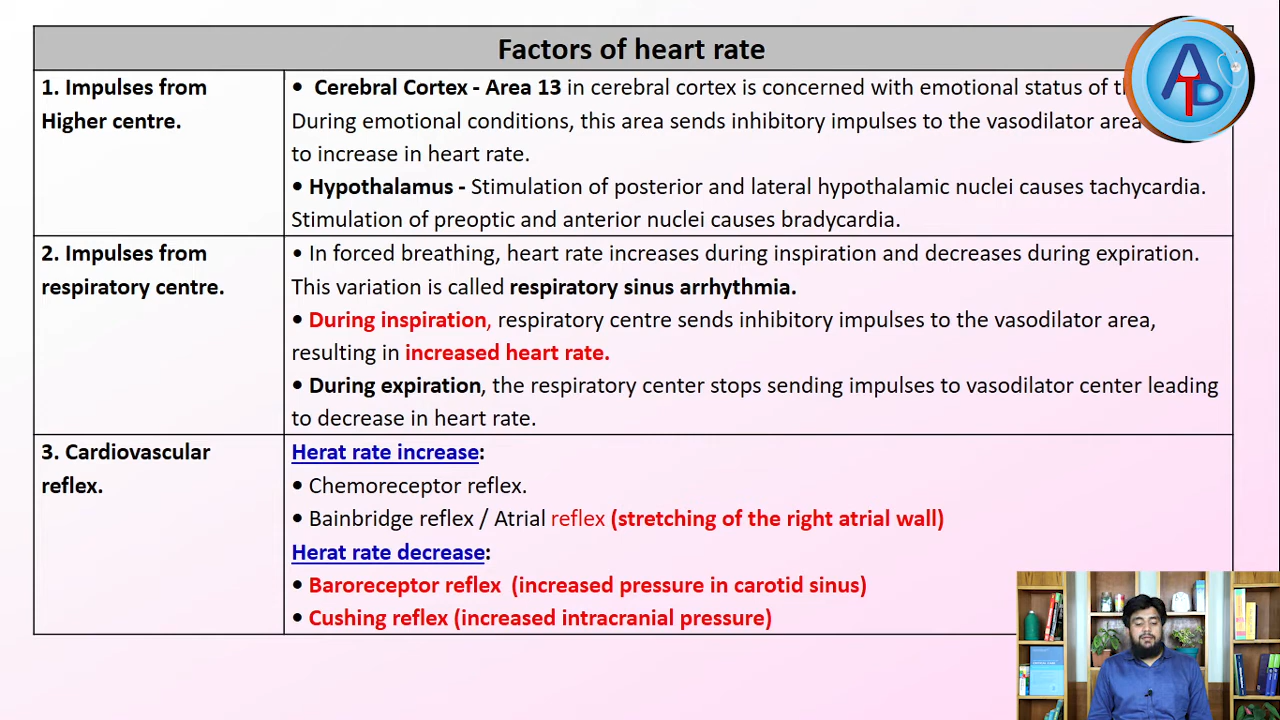 Factors of heart rate
1. Impulses from
Higher centre.
• Cerebral Cortex - Area 13 in cerebral cortex is concerned with emotional status of
During emotional conditions, this area sends inhibitory impulses to the vasodilator area
to increase in heart rate.
• Hypothalamus - Stimulation of posterior and lateral hypothalamic nuclei causes tachycardia.
Stimulation of preoptic and anterior nuclei causes bradycardia.
2. Impulses from
respiratory centre.
• In forced breathing, heart rate increases during inspiration and decreases during expiration.
This variation is called respiratory sinus arrhythmia.
• During inspiration, respiratory centre sends inhibitory impulses to the vasodilator area,
resulting in increased heart rate.
• During expiration, the respiratory center stops sending impulses to vasodilator center leading
to decrease in heart rate.
3. Cardiovascular
reflex.
Herat rate increase:
• Chemoreceptor reflex.
• Bainbridge reflex / Atrial reflex (stretching of the right atrial wall)
Herat rate decrease:
• Baroreceptor reflex (increased pressure in carotid sinus)
• Cushing reflex (increased intracranial pressure)
ATB